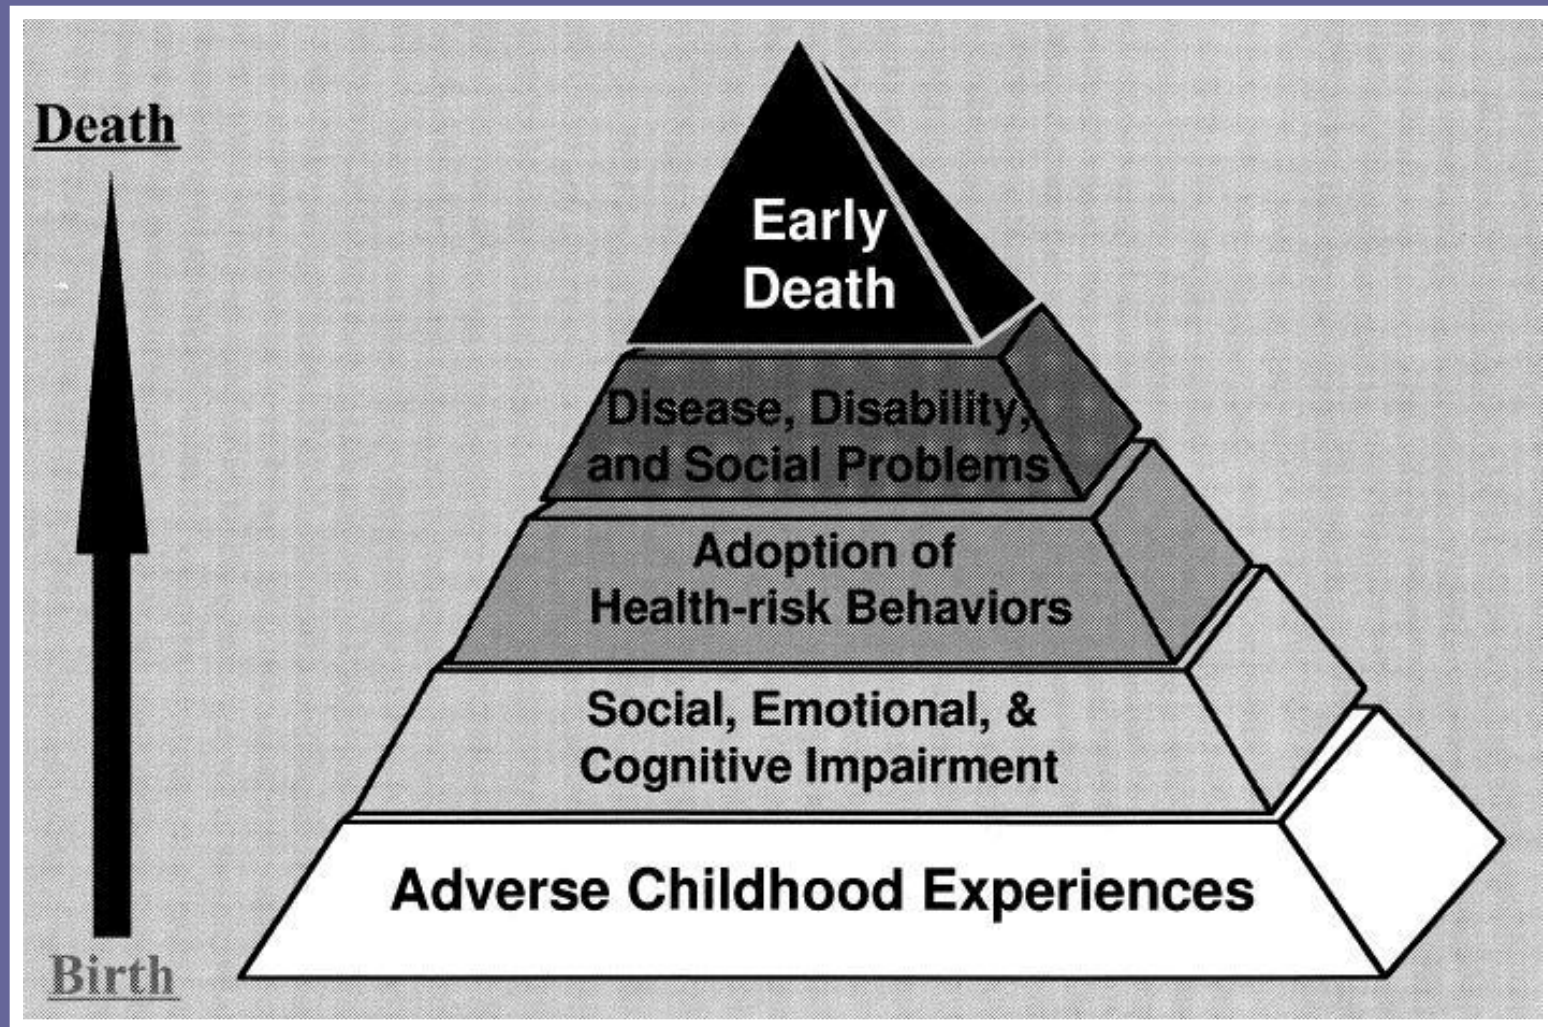 Death
Early
Death
Disease, Disability,
and Social Problems
Adoption of
Health-risk Behaviors
Social, Emotional, &
Cognitive Impairment
Adverse Childhood Experiences
Birth